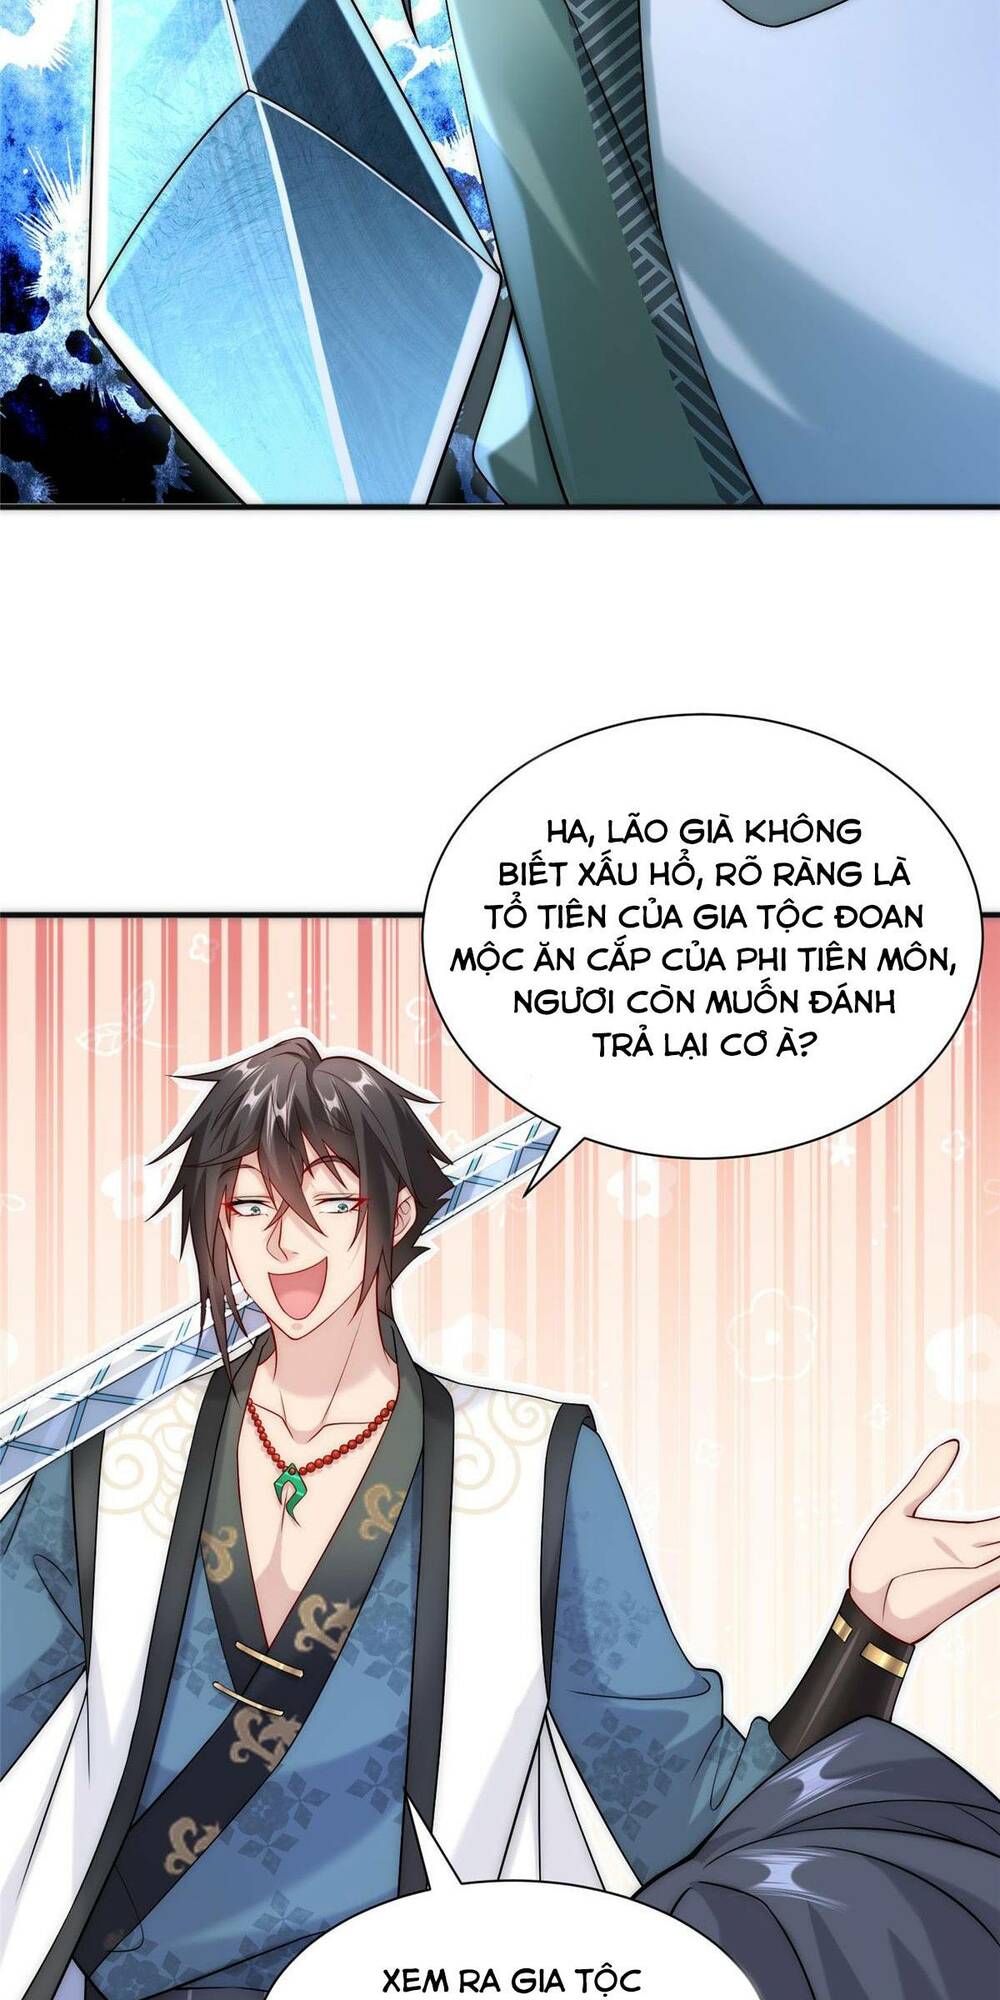 HA, LÃO GIÀ KHÔNG
BIẾT XẤU HỔ, RÕ RÀNG LÀ
TỔ TIÊN CỦA GIA TỘC ĐOAN
MỘC ĂN CẮP CỦA PHI TIÊN MÔN,
NGƯƠI CÒN MUỐN ĐÁNH
TRẢ LẠI CƠ À?
XEM RA GIA TỘC